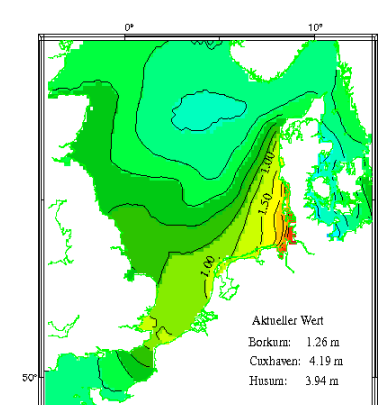 0° 10°
1.00
1.50
1.00
Aktueller Wert
Borkum: 1.26 m
Cuxhaven: 4.19 m
Husum: 3.94 m
50°